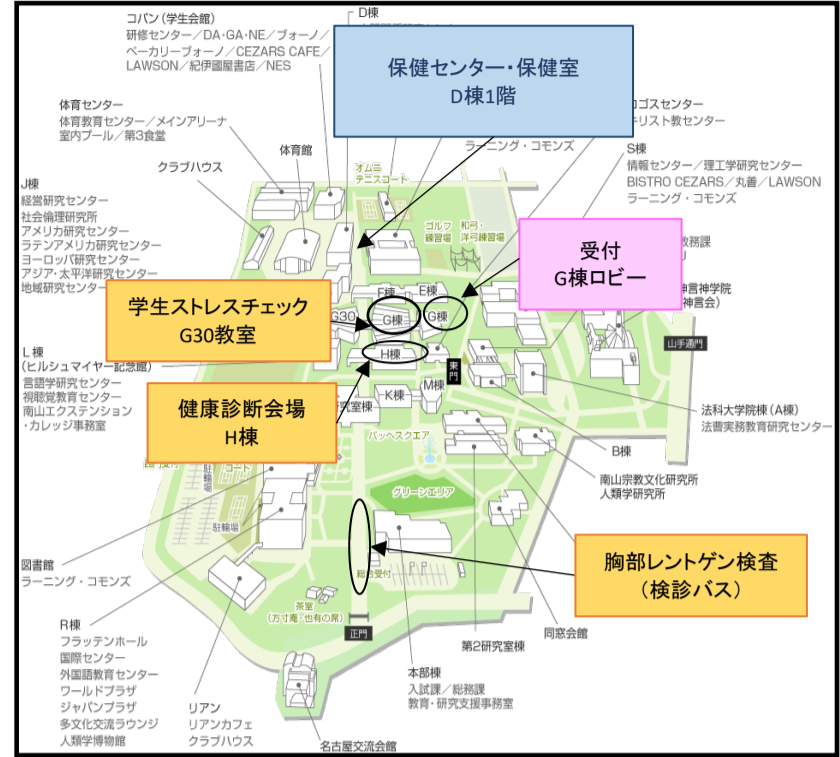 コパン(学生会館)
研修センター/DA・GA・NE/ブォーノ/
ベーカリーブォーノ/CEZARS CAFE/
LAWSON/紀伊國屋書店/NES
D棟
保健センター・保健室
D棟1階
体育センター
体育教育センター/メインアリーナ
室内プール/第3食堂
クラブハウス
体育館
オムニ
テニスコート
ラーニング・コモンズ
ロゴスセンター
キリスト教センター
S棟
情報センター/理工学研究センター
BISTRO CEZARS/丸善/LAWSON
ラーニング・コモンズ
J棟
経営研究センター
社会倫理研究所
アメリカ研究センター
ラテンアメリカ研究センター
ヨーロッパ研究センター
アジア・太平洋研究センター
地域研究センター
ゴルフ
練習場
和弓・
洋弓練習場
受付
G棟ロビー
教務課
神言神学院
(神言会)
山手通門
学生ストレスチェック
G30教室
F棟
E棟
G30
G棟
G棟
H棟
東門
L棟
(ヒルシュマイヤー記念館)
言語学研究センター
視聴覚教育センター
南山エクステンション
・カレッジ事務室
健康診断会場
H棟
M棟
K棟
究室棟
法科大学院棟(A棟)
法曹実務教育研究センター
B棟
パッヘスクエア
南山宗教文化研究所
人類学研究所
コート
駐輪場
グリーンエリア
駐輪場
図書館
ラーニング・コモンズ
総合受付
胸部レントゲン検査
(検診バス)
茶室
(方寸庵・也有の席)
正門
同窓会館
第2研究室棟
R棟
フラッテンホール
国際センター
外国語教育センター
ワールドプラザ
ジャパンプラザ
多文化交流ラウンジ
人類学博物館
リアン
リアンカフェ
クラブハウス
本部棟
入試課/総務課
教育・研究支援事務室
名古屋交流会館